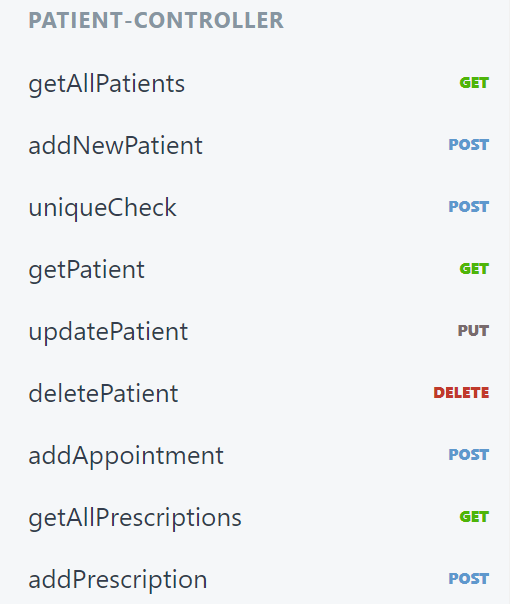 PATIENT-CONTROLLER
getAllPatients GET
addNewPatient POST
uniqueCheck POST
getPatient GET
updatePatient PUT
deletePatient DELETE
addAppointment POST
getAllPrescriptions GET
addPrescription POST